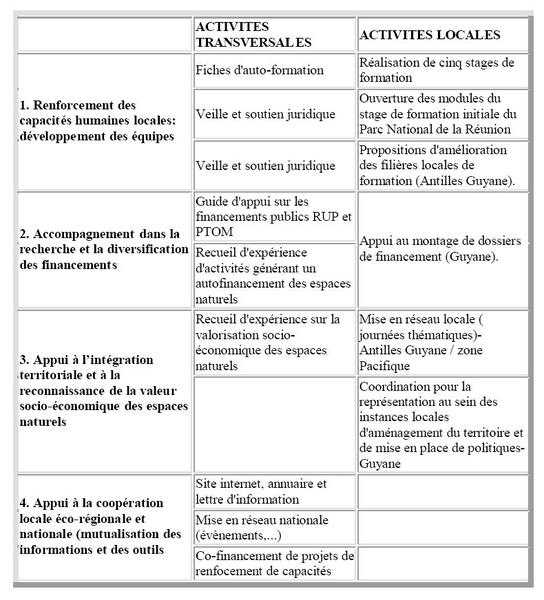 ACTIVITES
TRANSVERSALES
ACTIVITES LOCALES
1. Renforcement des
capacités humaines locales:
développement des équipes
Fiches d'auto-formation
Réalisation de cinq stages de
formation
Veille et soutien juridique
Ouverture des modules du
stage de formation initiale du
Parc National de la Réunion
Veille et soutien juridique
Propositions d'amélioration
des filières locales de
formation (Antilles Guyane).
2. Accompagnement dans la
recherche et la diversification
des financements
Guide d'appui sur les
financements publics RUP et
PTOM
Appui au montage de dossiers
de financement (Guyane).
Recueil d'expérience
d'activités générant un
autofinancement des espaces
naturels
3. Appui à l'intégration
territoriale et à la
reconnaissance de la valeur
socio-économique des espaces
naturels
Recueil d'expérience sur la
valorisation socio-
économique des espaces
naturels
Mise en réseau locale (
journées thématiques)-
Antilles Guyane / zone
Pacifique
Coordination pour la
représentation au sein des
instances locales
d'aménagement du territoire et
de mise en place de politiques-
Guyane
4. Appui à la coopération
locale éco-régionale et
nationale (mutualisation des
informations et des outils
Site internet, annuaire et
lettre d'information
Mise en réseau nationale
(évènements,...)
Co-financement de projets de
renfocement de capacités